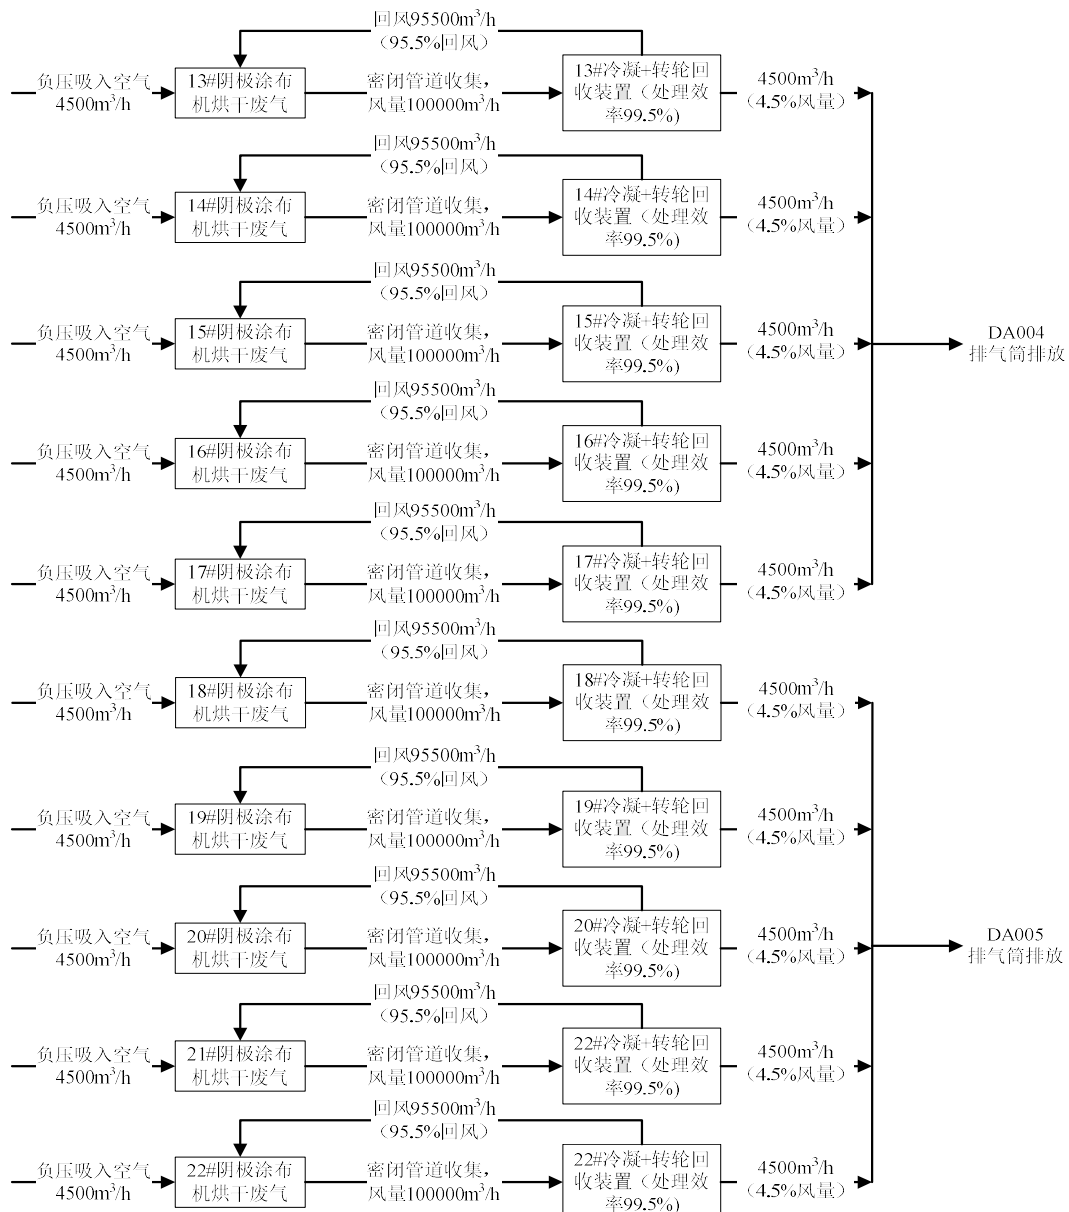 回风95500m³/h
（95.5%回风）
负压吸入空气
4500m³/h
13#阴极涂布
机烘干废气
密闭管道收集，
风量100000m³/h
13#冷凝+转轮回
收装置（处理效
率99.5%)
4500m³/h
（4.5%风量）
回风95500m³/h
（95.5%回风）
负压吸入空气
4500m³/h
14#阴极涂布
机烘干废气
密闭管道收集，
风量100000m³/h
14#冷凝+转轮回
收装置（处理效
率99.5%)
4500m³/h
（4.5%风量）
回风95500m³/h
（95.5%回风）
负压吸入空气
4500m³/h
15#阴极涂布
机烘干废气
密闭管道收集，
风量100000m³/h
15#冷凝+转轮回
收装置（处理效
率99.5%)
4500m³/h
（4.5%风量）
DA004
排气筒排放
回风95500m³/h
（95.5%回风）
负压吸入空气
4500m³/h
16#阴极涂布
机烘干废气
密闭管道收集，
风量100000m³/h
16#冷凝+转轮回
收装置（处理效
率99.5%)
4500m³/h
（4.5%风量）
回风95500m³/h
（95.5%回风）
负压吸入空气
4500m³/h
17#阴极涂布
机烘干废气
密闭管道收集，
风量100000m³/h
17#冷凝+转轮回
收装置（处理效
率99.5%)
4500m³/h
（4.5%风量）
回风95500m³/h
（95.5%回风）
负压吸入空气
4500m³/h
18#阴极涂布
机烘干废气
密闭管道收集，
风量100000m³/h
18#冷凝+转轮回
收装置（处理效
率99.5%)
4500m³/h
（4.5%风量）
回风95500m³/h
（95.5%回风）
负压吸入空气
4500m³/h
19#阴极涂布
机烘干废气
密闭管道收集，
风量100000m³/h
19#冷凝+转轮回
收装置（处理效
率99.5%)
4500m³/h
（4.5%风量）
回风95500m³/h
（95.5%回风）
负压吸入空气
4500m³/h
20#阴极涂布
机烘干废气
密闭管道收集，
风量100000m³/h
20#冷凝+转轮回
收装置（处理效
率99.5%)
4500m³/h
（4.5%风量）
DA005
排气筒排放
回风95500m³/h
（95.5%回风）
负压吸入空气
4500m³/h
21#阴极涂布
机烘干废气
密闭管道收集，
风量100000m³/h
22#冷凝+转轮回
收装置（处理效
率99.5%)
4500m³/h
（4.5%风量）
回风95500m³/h
（95.5%回风）
负压吸入空气
4500m³/h
22#阴极涂布
机烘干废气
密闭管道收集，
风量100000m³/h
22#冷凝+转轮回
收装置（处理效
率99.5%)
4500m³/h
（4.5%风量）